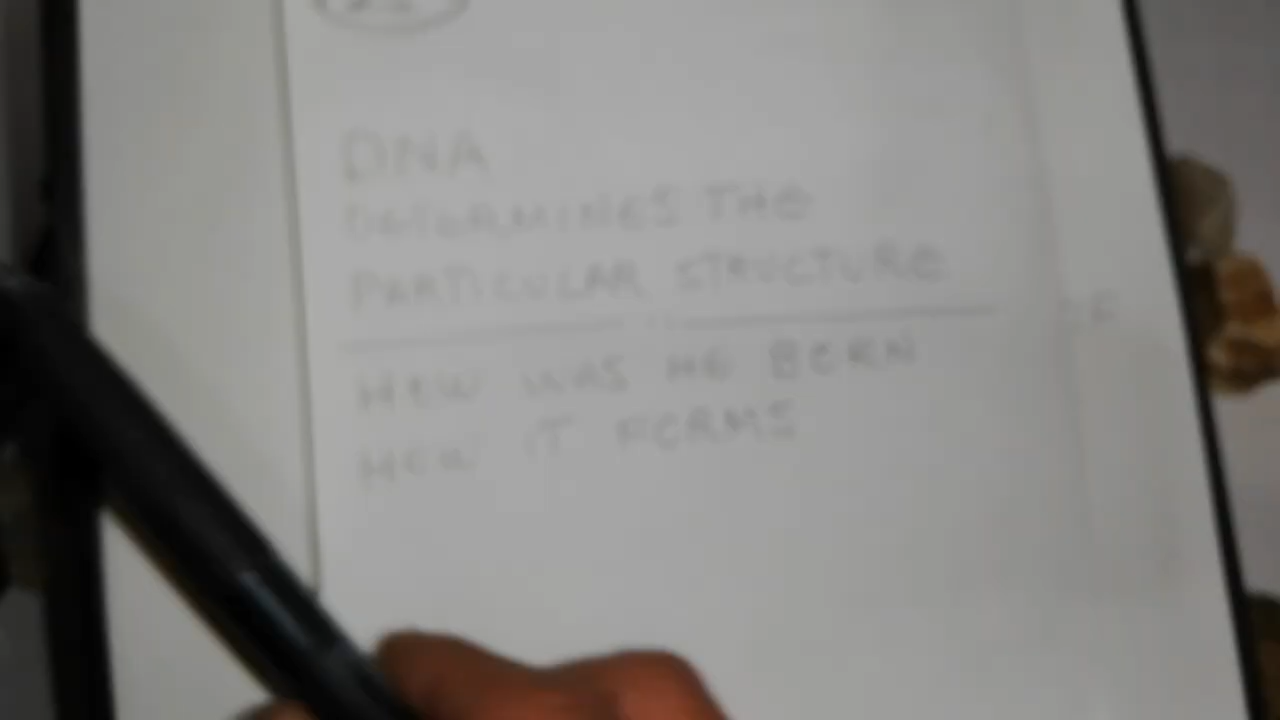 DNA
DETERMINES THE
PARTICULAR STRUCTURE
HOW WAS HE BORN
HOW IT FORMS